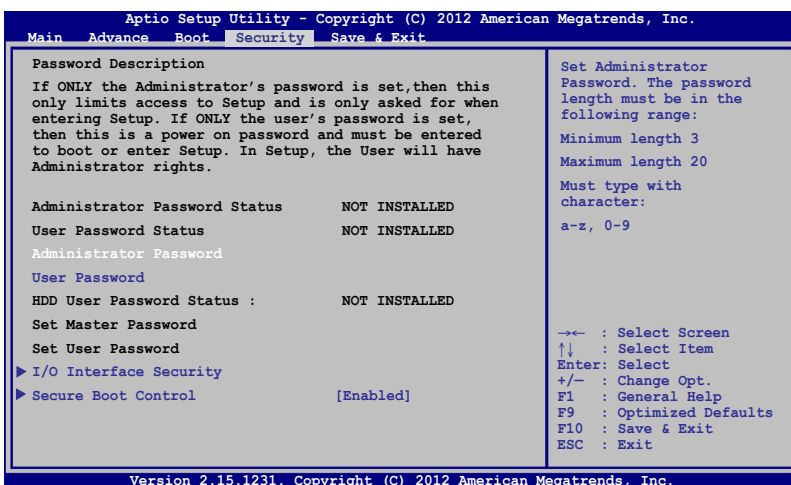 Aptio Setup Utility - Copyright (C) 2012 American Megatrends, Inc.
Main Advance Boot Security Save & Exit
Password Description
If ONLY the Administrator's password is set,then this
only limits access to Setup and is only asked for when
entering Setup. If ONLY the user's password is set,
then this is a power on password and must be entered
to boot or enter Setup. In Setup, the User will have
Administrator rights.
Administrator Password Status NOT INSTALLED
User Password Status NOT INSTALLED
Administrator Password
User Password
HDD User Password Status : NOT INSTALLED
Set Master Password
Set User Password
I/O Interface Security
Secure Boot Control [Enabled]
Set Administrator
Password. The password
length must be in the
following range:
Minimum length 3
Maximum length 20
Must type with
character:
a-z, 0-9
→← : Select Screen
↑↓ : Select Item
Enter: Select
+/— : Change Opt.
F1 : General Help
F9 : Optimized Defaults
F10 : Save & Exit
ESC : Exit
Version 2.15.1231. Copyright (C) 2012 American Megatrends, Inc.